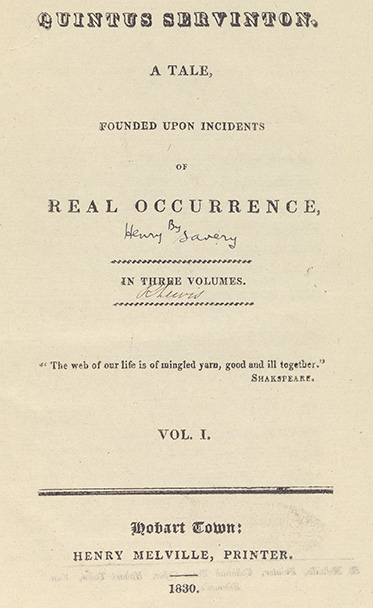 QUINTUS SERVINTON.
A TALE,
FOUNDED UPON INCIDENTS
OF
REAL OCCURRENCE,
By
Henry Savery
IN THREE VOLUMES.
"The web of our life is of mingled yarn, good and ill together."
SHAKSPEARE.
VOL. I.
Hobart Town:
HENRY MELVILLE, PRINTER.
1830.